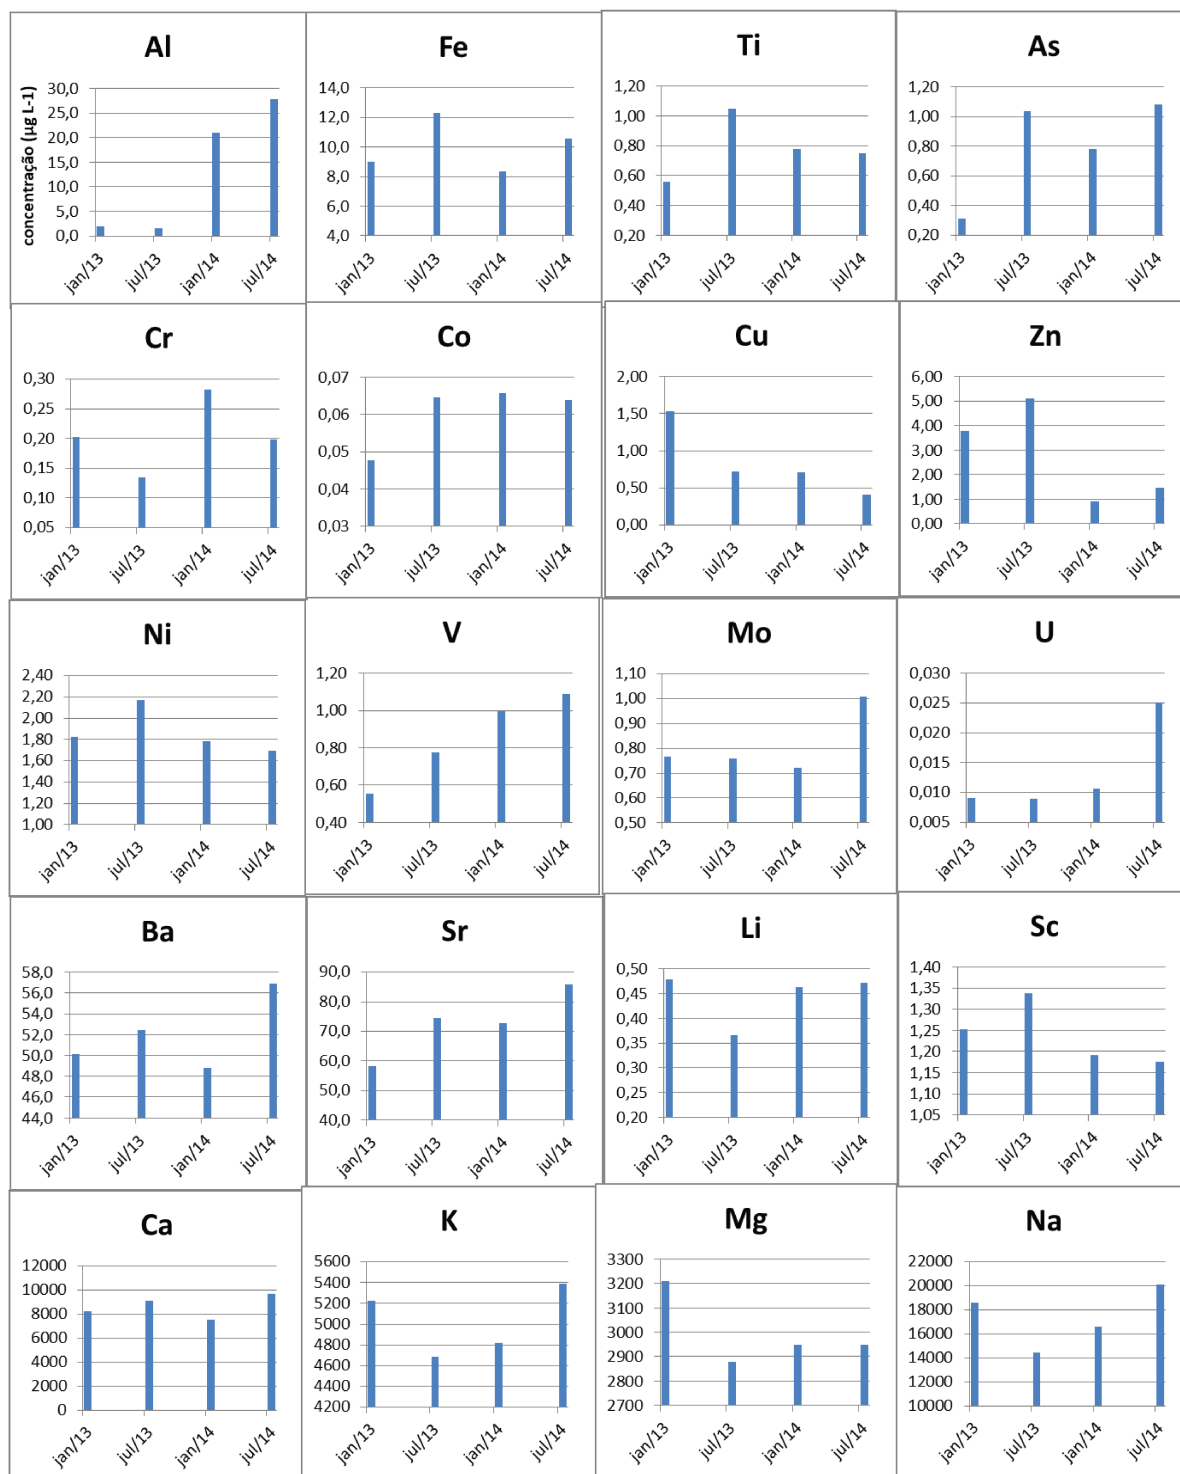 Al
concentração (µg L-1)
30,0
25,0
20,0
15,0
10,0
5,0
0,0
jan/13
jul/13
jan/14
jul/14
Fe
14,0
12,0
10,0
8,0
6,0
4,0
jan/13
jul/13
jan/14
jul/14
Ti
1,20
1,00
0,80
0,60
0,40
0,20
jan/13
jul/13
jan/14
jul/14
As
1,20
1,00
0,80
0,60
0,40
0,20
jan/13
jul/13
jan/14
jul/14
Cr
0,30
0,25
0,20
0,15
0,10
0,05
jan/13
jul/13
jan/14
jul/14
Co
0,07
0,06
0,05
0,04
0,03
jan/13
jul/13
jan/14
jul/14
Cu
2,00
1,50
1,00
0,50
0,00
jan/13
jul/13
jan/14
jul/14
Zn
6,00
5,00
4,00
3,00
2,00
1,00
0,00
jan/13
jul/13
jan/14
jul/14
Ni
2,40
2,20
2,00
1,80
1,60
1,40
1,20
1,00
jan/13
jul/13
jan/14
jul/14
V
1,20
1,00
0,80
0,60
0,40
jan/13
jul/13
jan/14
jul/14
Mo
1,10
1,00
0,90
0,80
0,70
0,60
0,50
jan/13
jul/13
jan/14
jul/14
U
0,030
0,025
0,020
0,015
0,010
0,005
jan/13
jul/13
jan/14
jul/14
Ba
58,0
56,0
54,0
52,0
50,0
48,0
46,0
44,0
jan/13
jul/13
jan/14
jul/14
Sr
90,0
80,0
70,0
60,0
50,0
40,0
jan/13
jul/13
jan/14
jul/14
Li
0,50
0,45
0,40
0,35
0,30
0,25
0,20
jan/13
jul/13
jan/14
jul/14
Sc
1,40
1,35
1,30
1,25
1,20
1,15
1,10
1,05
jan/13
jul/13
jan/14
jul/14
Ca
12000
10000
8000
6000
4000
2000
0
jan/13
jul/13
jan/14
jul/14
K
5600
5400
5200
5000
4800
4600
4400
4200
jan/13
jul/13
jan/14
jul/14
Mg
3300
3200
3100
3000
2900
2800
2700
jan/13
jul/13
jan/14
jul/14
Na
22000
20000
18000
16000
14000
12000
10000
jan/13
jul/13
jan/14
jul/14